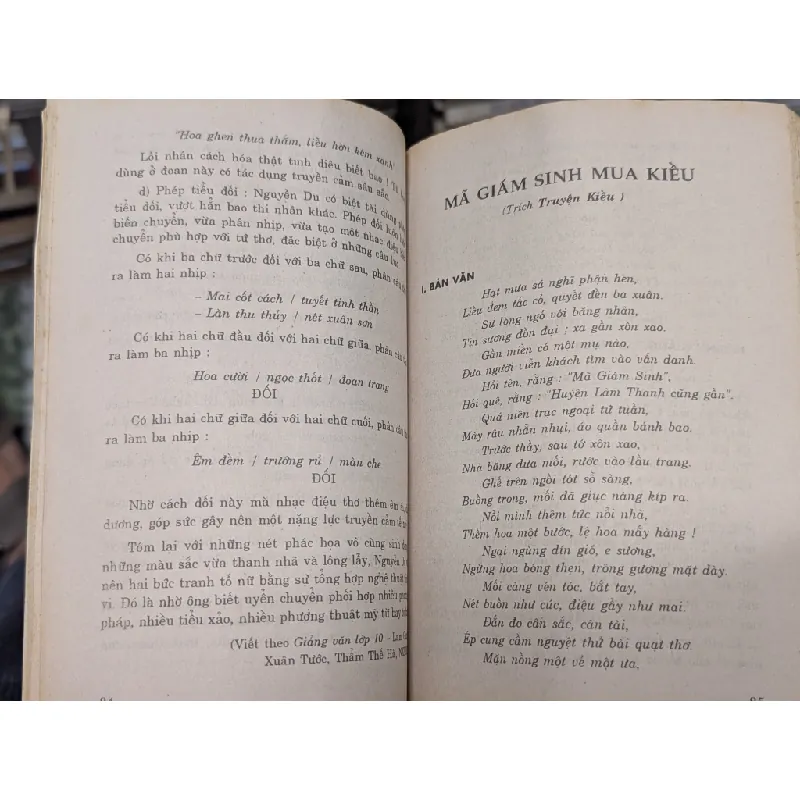 "Hoa ghen thua thắm, liễu hờn kém xanh"
Lối nhân cách hóa thật tinh diệu biết bao !
dùng ở đoạn này có tác dụng truyền cảm sâu sắc.
d) Phép tiểu đối : Nguyễn Du có biệt tài dùng
tiểu đối, vượt hẳn bao thi nhân khác. Phép đối
biến chuyển, vừa phân nhịp, vừa tạo một nhạc điệu
chuyển phù hợp với tứ thơ, đặc biệt ở những câu
Có khi ba chữ trước đối với ba chữ sau, phân
ra làm hai nhịp :
– Mai cốt cách / tuyết tinh thần
– Làn thu thủy / nét xuân sơn
Có khi hai chữ đầu đối với hai chữ giữa, phân
ra làm ba nhịp :
Hoa cười / ngọc thốt / đoan trang
ĐỐI
Có khi hai chữ giữa đối với hai chữ cuối, phân
ra làm ba nhịp :
Êm đềm / trướng rủ / màn che
ĐỐI
Nhờ cách đối này mà nhạc điệu thơ thêm
dương, góp sức gây nên một năng lực truyền cảm
Tóm lại với những nét phác họa vô cùng
những màu sắc vừa thanh nhã và lộng lẫy, Nguyễn
nên hai bức tranh tố nữ bằng sự tổng hợp nghệ thuật
vị. Đó là nhờ ông biết uyển chuyển phối hợp nhiều
pháp, nhiều tiểu xảo, nhiều phương thuật mỹ từ hay
(Viết theo Giảng văn lớp 10 -
Xuân Tước, Thẩm Thệ Hà,
84
MÃ GIÁM SINH MUA KIỀU
(Trích Truyện Kiều )
I. BẢN VĂN
Hạt mưa sá nghĩ phận hèn,
Liều đem tấc cỏ, quyết đền ba xuân.
Sự lòng ngỏ với băng nhân,
Tin sương đồn đại ; xa gần xôn xao.
Gần miền có một mụ nào,
Đưa người viễn khách tìm vào vấn danh.
Hỏi tên, rằng : "Mã Giám Sinh",
Hỏi quê, rằng : "Huyện Lâm Thanh cũng gần",
Quá niên trạc ngoại tứ tuần,
Mày râu nhẵn nhụi, áo quần bảnh bao.
Trước thầy, sau tớ xôn xao,
Nhà băng đưa mối, rước vào lầu trang.
Ghế trên ngồi tót sỗ sàng,
Buồng trong, mối đã giục nàng kíp ra.
Nỗi mình thêm tức nỗi nhà,
Thềm hoa một bước, lệ hoa mấy hàng !
Ngại ngùng dín gió, e sương,
Ngừng hoa bóng thẹn, trông gương mặt dày.
Mối càng vén tóc, bắt tay,
Nét buồn như cúc, điệu gầy như mai.
Đắn đo cân sắc, cân tài,
Ép cung cầm nguyệt thử bài quạt thơ
Mặn nồng một vẻ một ưa,
85